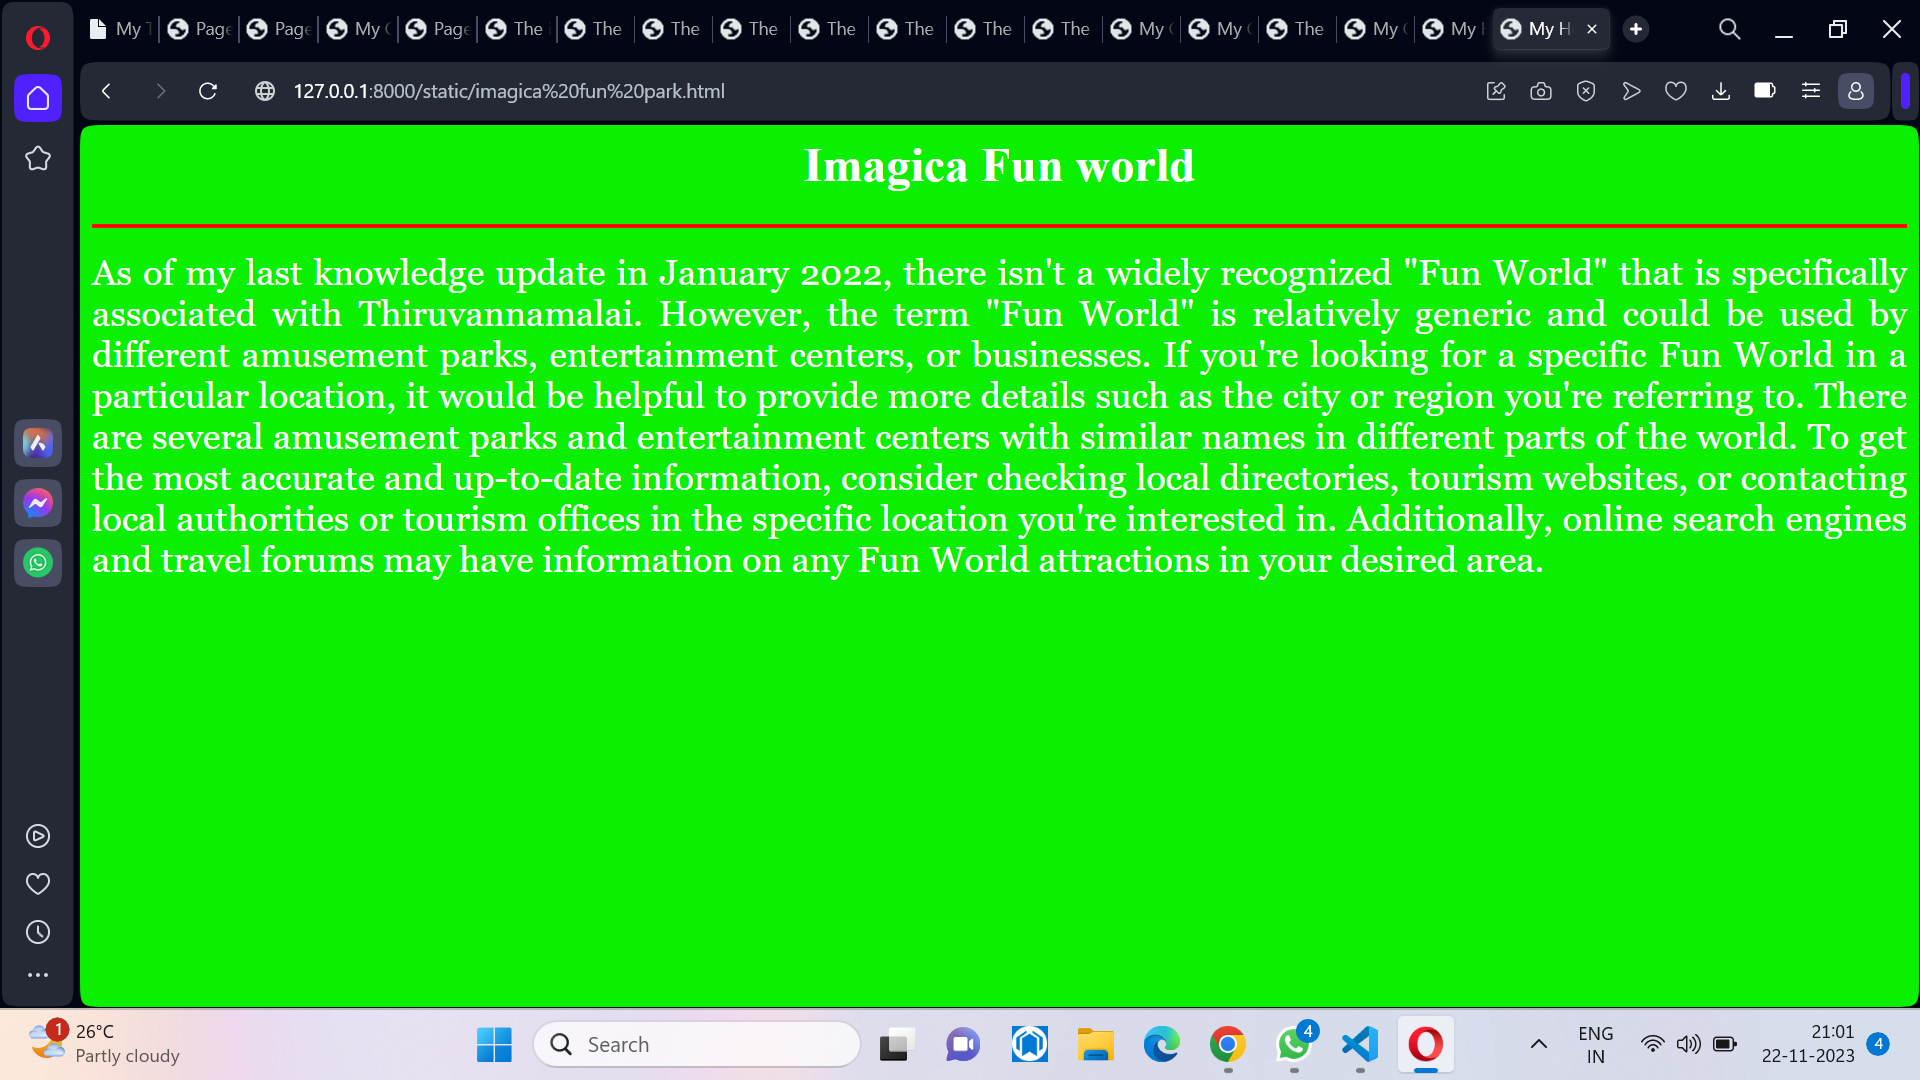 My T
Page
Page
My C
Page
The i
The
The
The
The
The
The
The
My C
My C
The
My C
My H
My H
127.0.0.1:8000/static/imagica%20fun%20park.html
Imagica Fun world
As of my last knowledge update in January 2022, there isn't a widely recognized "Fun World" that is specifically
associated with Thiruvannamalai. However, the term "Fun World" is relatively generic and could be used by
different amusement parks, entertainment centers, or businesses. If you're looking for a specific Fun World in a
particular location, it would be helpful to provide more details such as the city or region you're referring to. There
are several amusement parks and entertainment centers with similar names in different parts of the world. To get
the most accurate and up-to-date information, consider checking local directories, tourism websites, or contacting
local authorities or tourism offices in the specific location you're interested in. Additionally, online search engines
and travel forums may have information on any Fun World attractions in your desired area.
1
26°C
Partly cloudy
Search
4
ENG
IN
21:01
22-11-2023
4